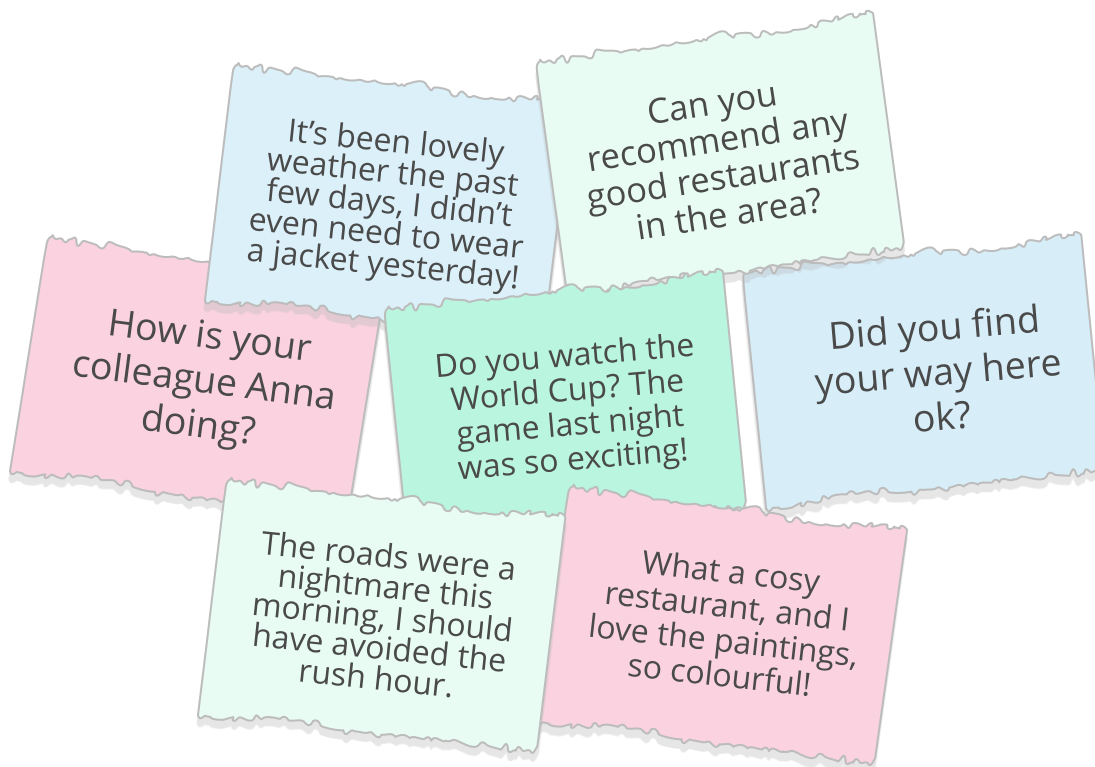 It’s been lovely
weather the past
few days, I didn’t
even need to wear
a jacket yesterday!
Can you
recommend any
good restaurants
in the area?
How is your
colleague Anna
doing?
Do you watch the
World Cup? The
game last night
was so exciting!
Did you find
your way here
ok?
The roads were a
nightmare this
morning, I should
have avoided the
rush hour.
What a cosy
restaurant, and I
love the paintings,
so colourful!